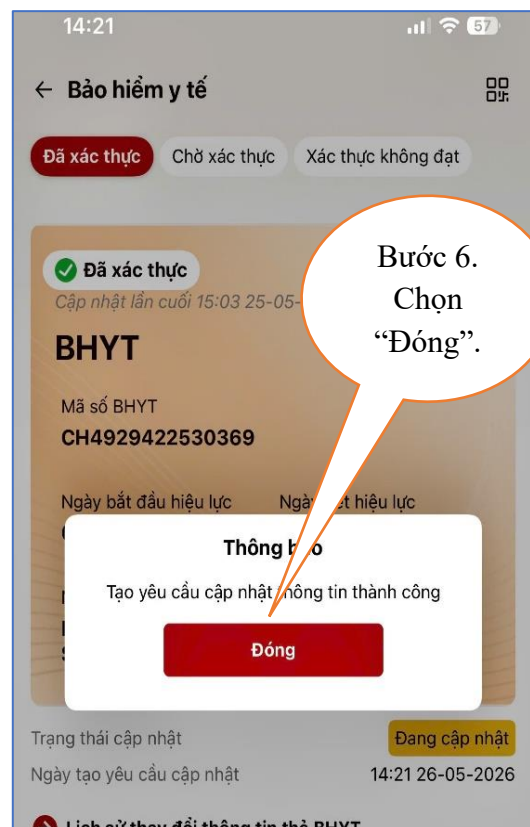 14:21
57
Bảo hiểm y tế
Đã xác thực Chờ xác thực Xác thực không đạt
Đã xác thực
Cập nhật lần cuối 15:03 25-05-
Bước 6.
Chọn
“Đóng”.
BHYT
Mã số BHYT
CH4929422530369
Ngày bắt đầu hiệu lực hiệu lực
Thông
Tạo yêu cầu cập nhật thông tin thành công
Đóng
Trạng thái cập nhật Đang cập nhật
Ngày tạo yêu cầu cập nhật 14:21 26-05-2026
Lịch sử thay đổi thông tin thẻ BHYT